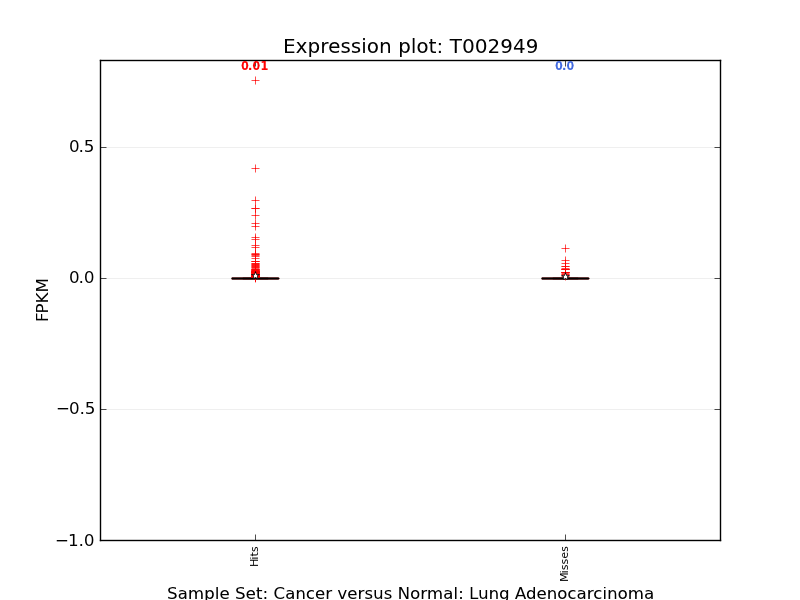 Expression plot: T002949
0.01
0.0
0.5
0.0
−0.5
−1.0
FPKM
Hits
Misses
Sample Set: Cancer versus Normal: Lung Adenocarcinoma